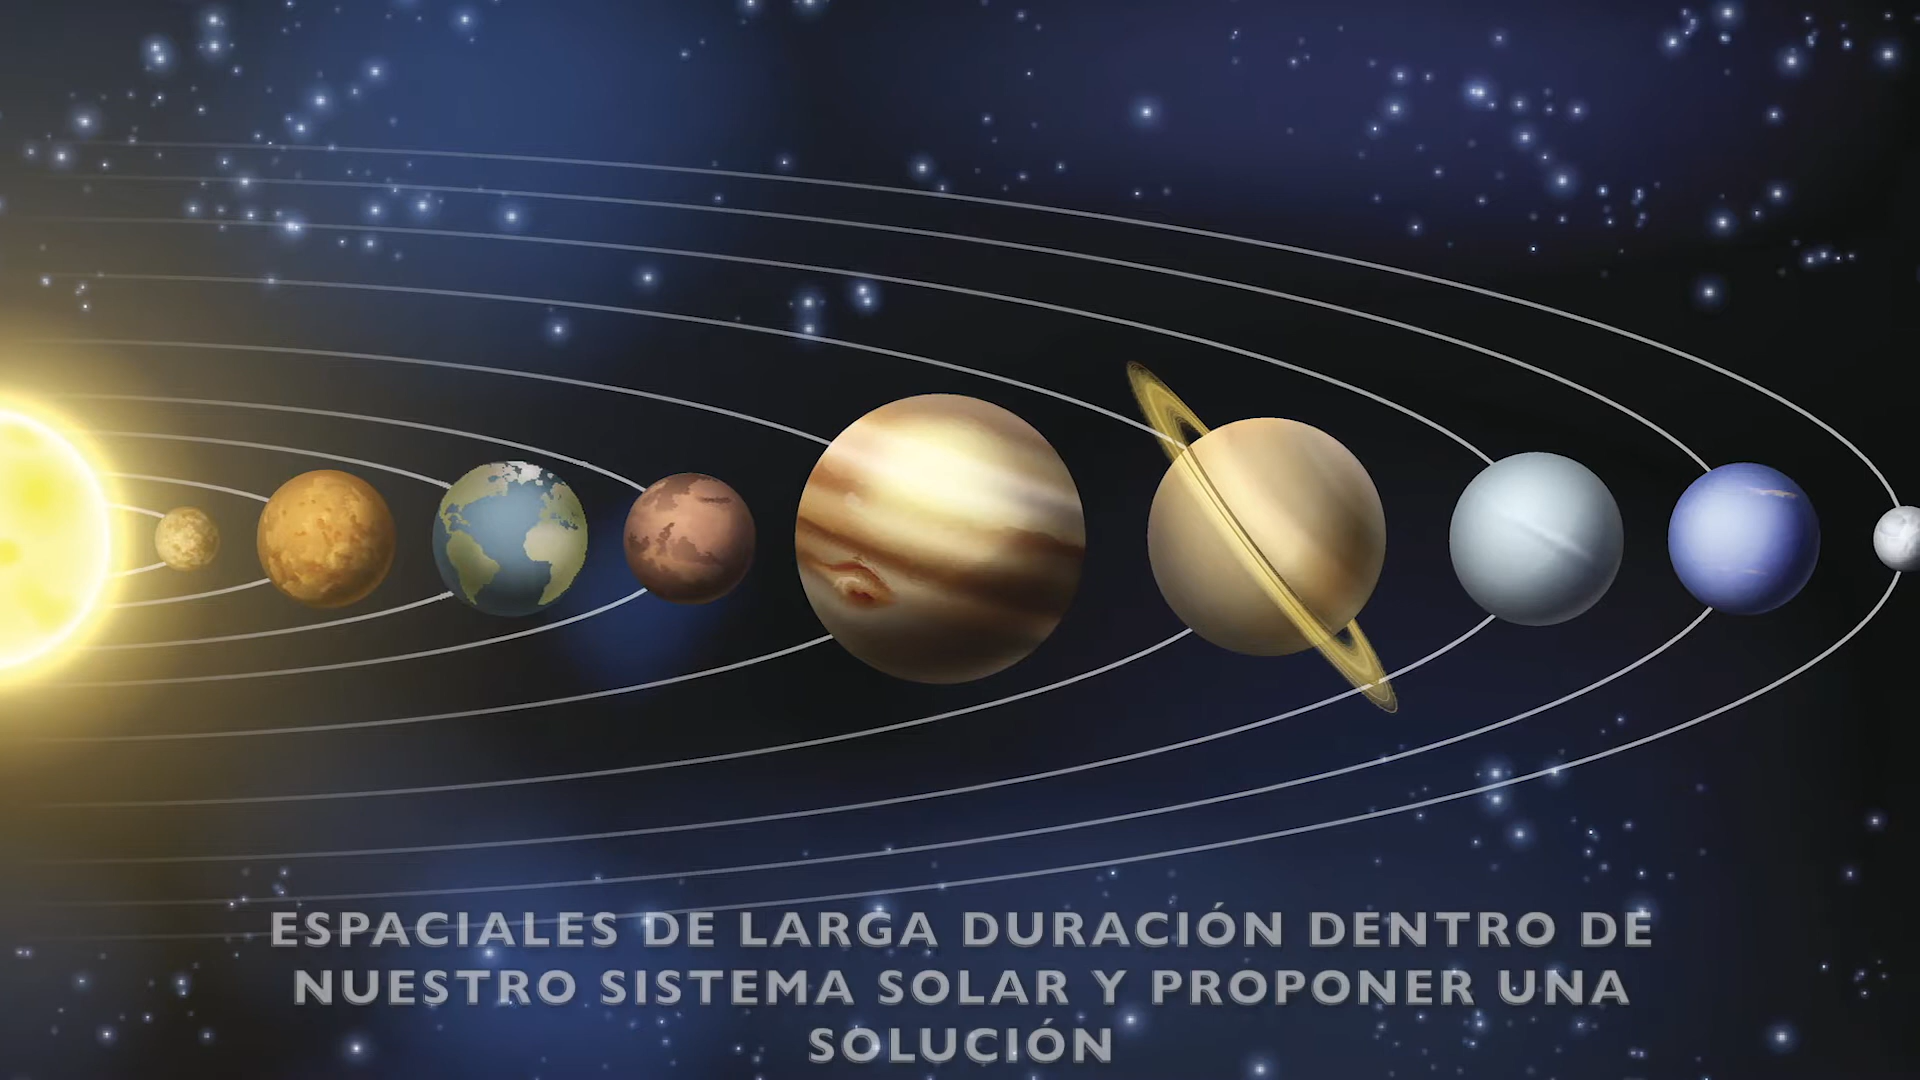 ESPACIALES DE LARGA DURACIÓN DENTRO DE
NUESTRO SISTEMA SOLAR Y PROPONER UNA
SOLUCIÓN